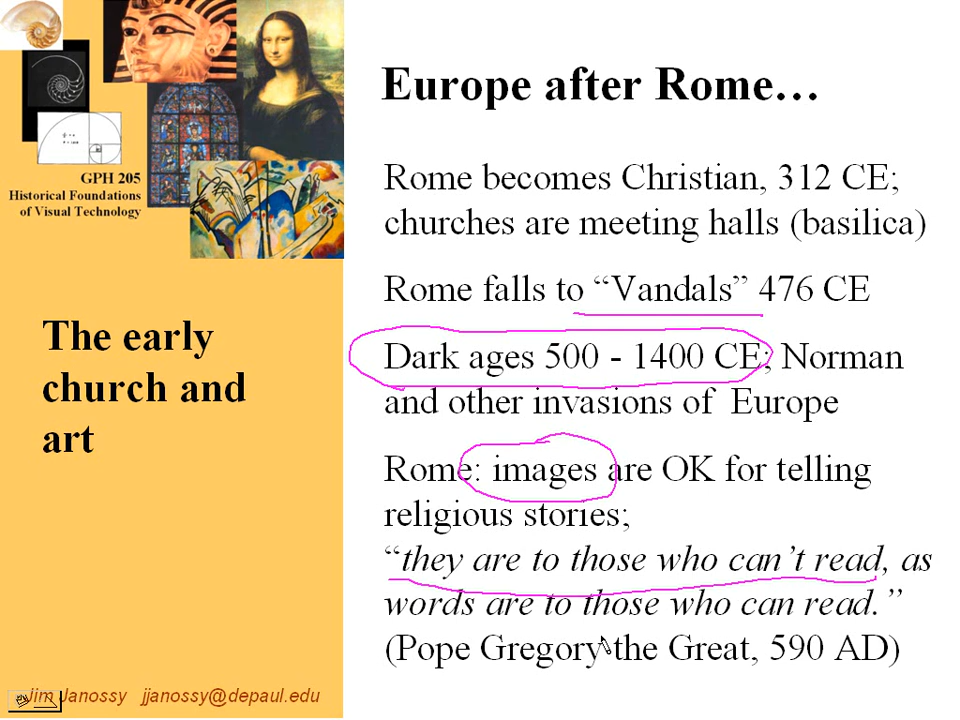 GPH 205
Historical Foundations
of Visual Technology
The early
church and
art
Europe after Rome…
Rome becomes Christian, 312 CE;
churches are meeting halls (basilica)
Rome falls to “Vandals” 476 CE
Dark ages 500 - 1400 CE; Norman
and other invasions of Europe
Rome: images are OK for telling
religious stories;
“they are to those who can’t read, as
words are to those who can read.”
(Pope Gregory the Great, 590 AD)
Jim Janossy jjanossy@depaul.edu